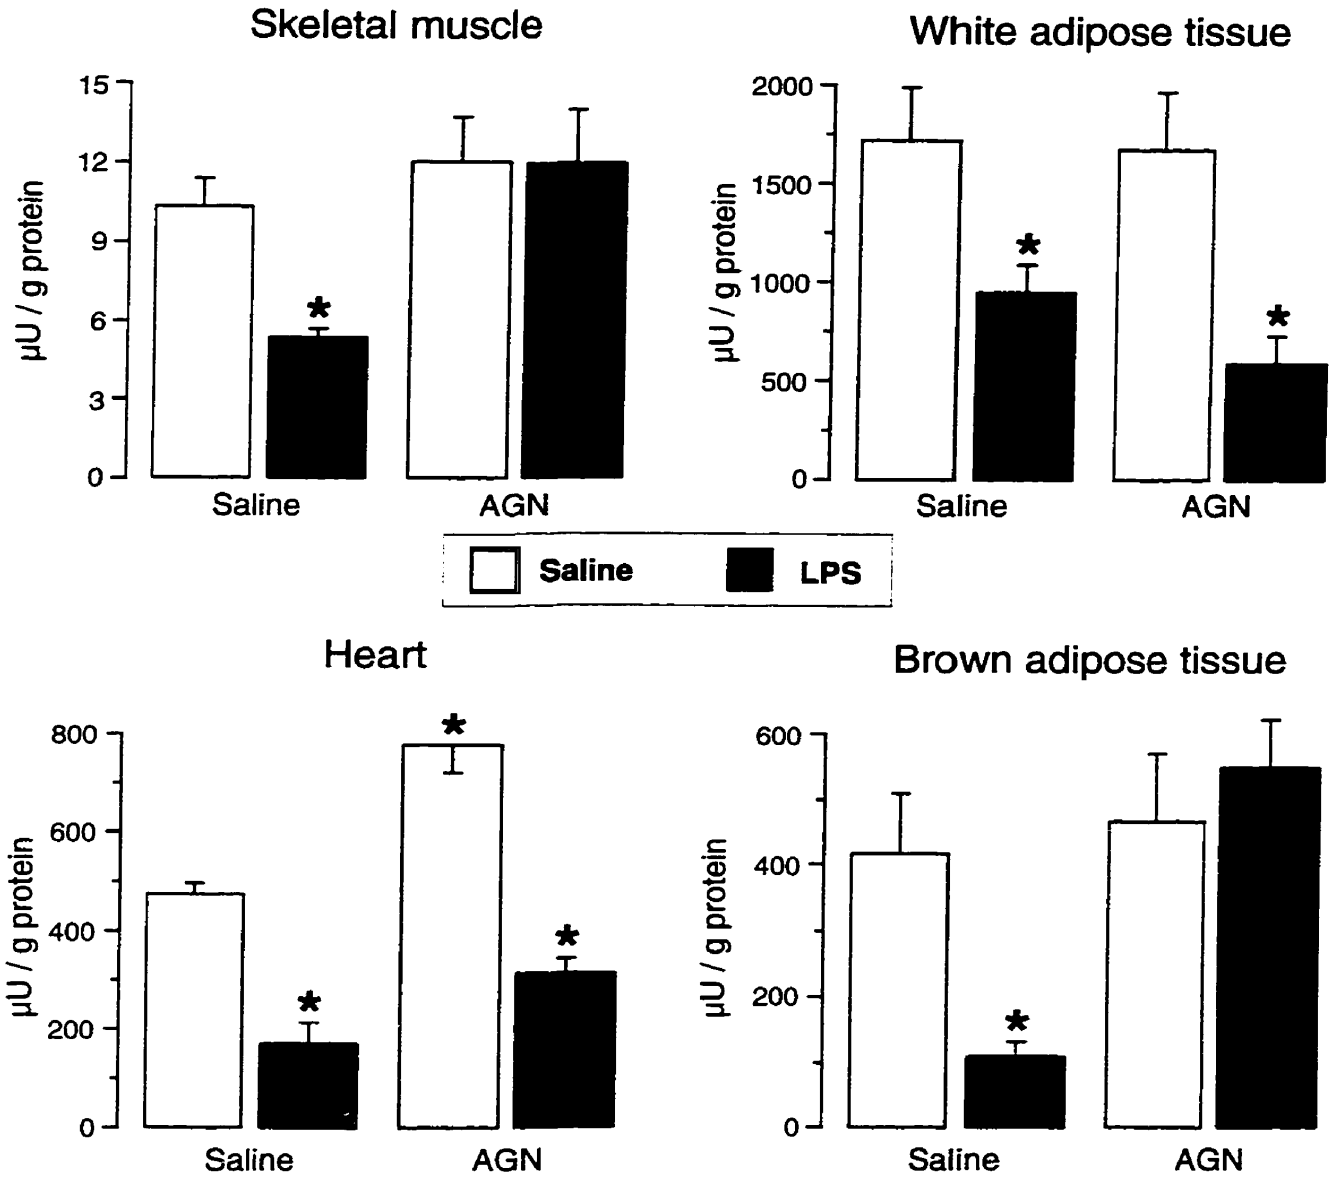 Skeletal muscle
15
12
9
6
3
0
µU / g protein
*
Saline
AGN
White adipose tissue
2000
1500
1000
500
0
µU / g protein
*
*
Saline
AGN
Saline
LPS
Heart
800
600
400
200
0
µU / g protein
*
*
*
Saline
AGN
Brown adipose tissue
600
400
200
0
µU / g protein
*
Saline
AGN